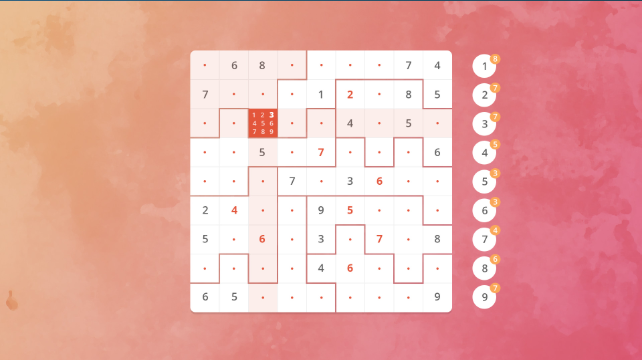 · 6 8 · · · · 7 4 1 8
7 · · · 1 2 · 8 5 2 7
· · 1 2 3 4 5 6 7 8 9 · · 4 · 5 · 3 7
· · 5 · 7 · · · 6 4 5
· · · 7 · 3 6 · · 5 3
2 4 · · 9 5 · · · 6 3
5 · 6 · 3 · 7 · 8 7 4
· · · · 4 6 · · · 8 6
6 5 · · · · · · 9 9 7